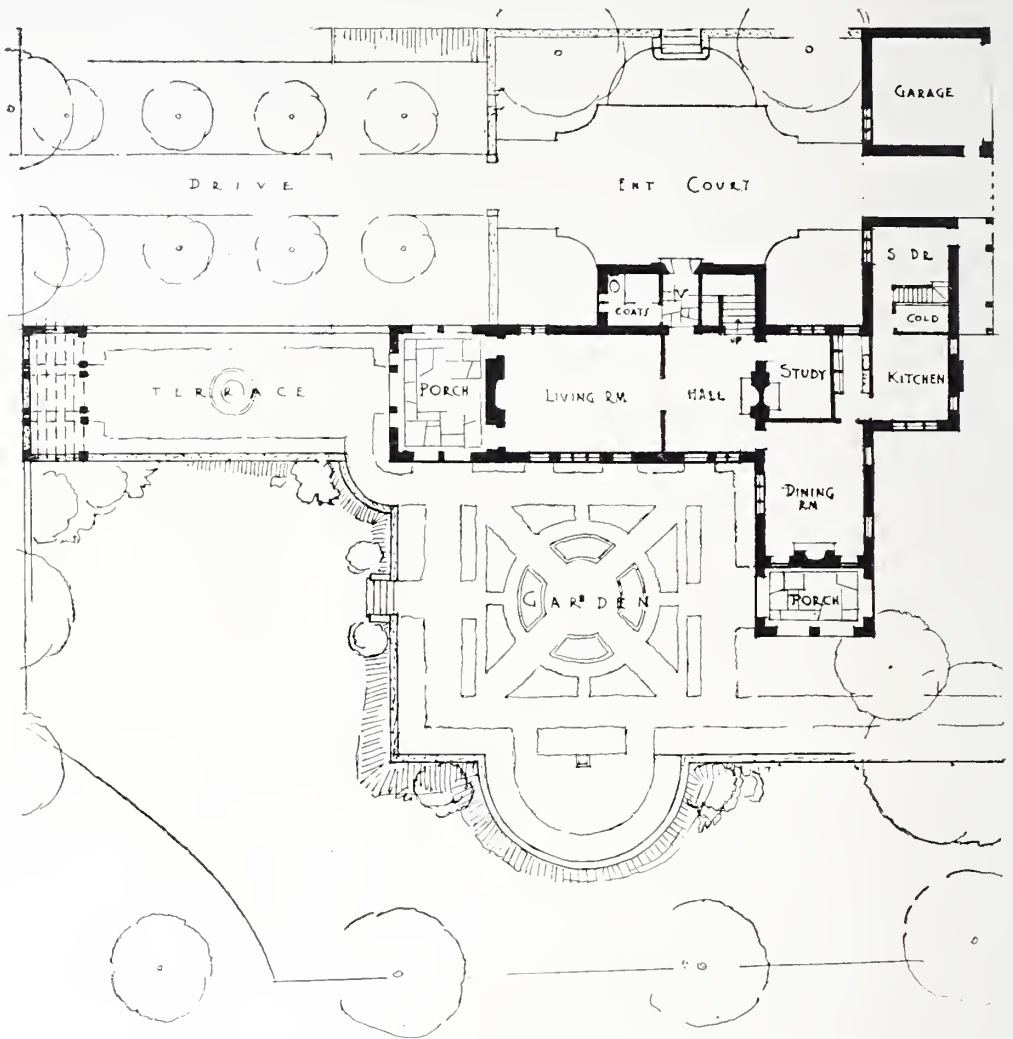 GARAGE
DRIVE
ENT COURT
S DR
COATS
V
COLD
UP
TERRACE
PORCH
LIVING RM.
HALL
STUDY
KITCHEN
DINING
RM
GARDEN
PORCH